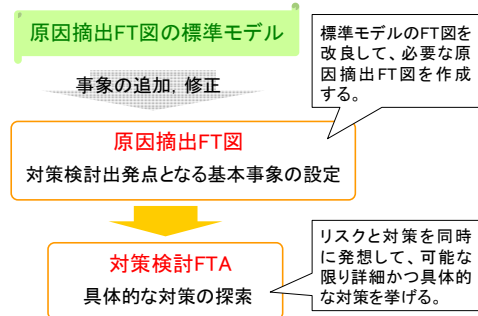 原因摘出FT図の標準モデル
標準モデルのFT図を
改良して、必要な原
因摘出FT図を作成
する。
事象の追加, 修正
原因摘出FT図
対策検討出発点となる基本事象の設定
対策検討FTA
具体的な対策の探索
リスクと対策を同時
に発想して、可能な
限り詳細かつ具体的
な対策を挙げる。